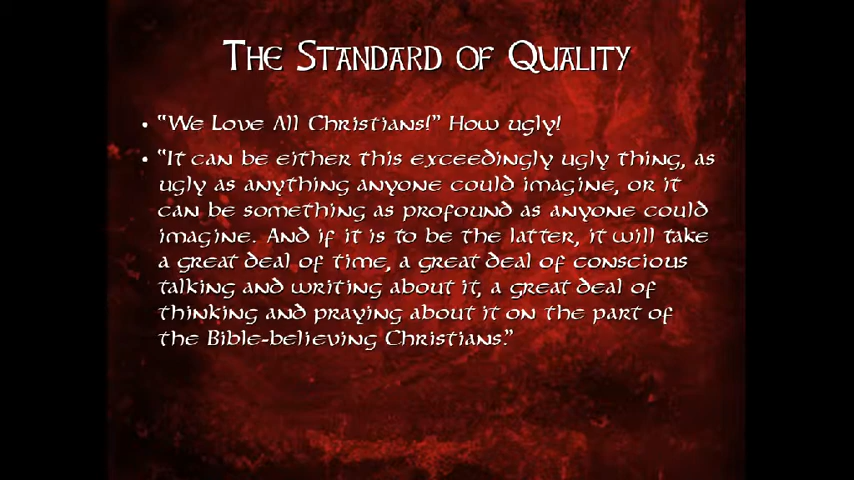 The Standard of Quality
• "We Love All Christians!" How ugly!
• "It can be either this exceedingly ugly thing, as
ugly as anything anyone could imagine, or it
can be something as profound as anyone could
imagine. And if it is to be the latter, it will take
a great deal of time, a great deal of conscious
talking and writing about it, a great deal of
thinking and praying about it on the part of
the Bible-believing Christians."